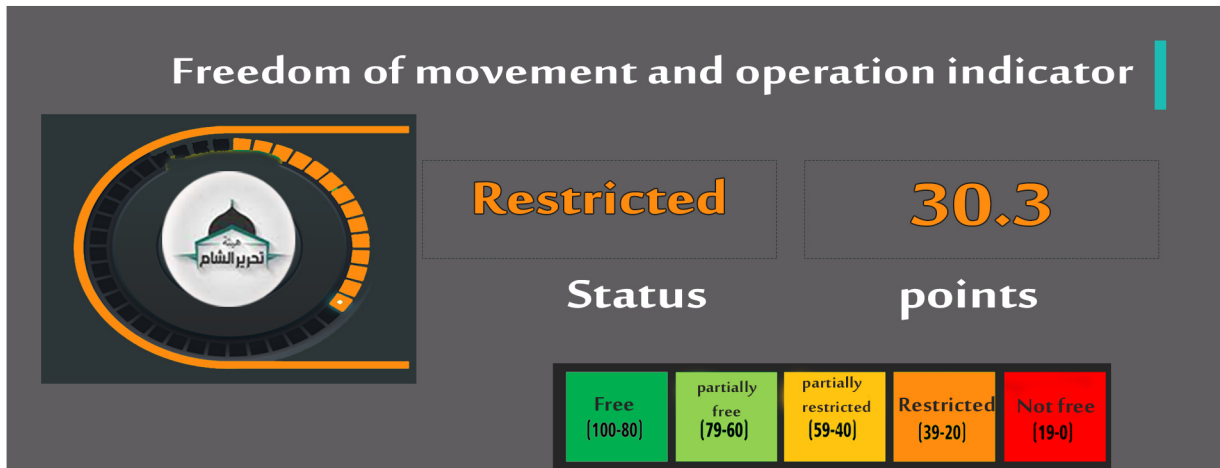 Freedom of movement and operation indicator
هيئة
تحرير الشام
Restricted
30.3
Status
points
Free
(100-80)
partially
free
(79-60)
partially
restricted
(59-40)
Restricted
(39-20)
Not free
(19-0)